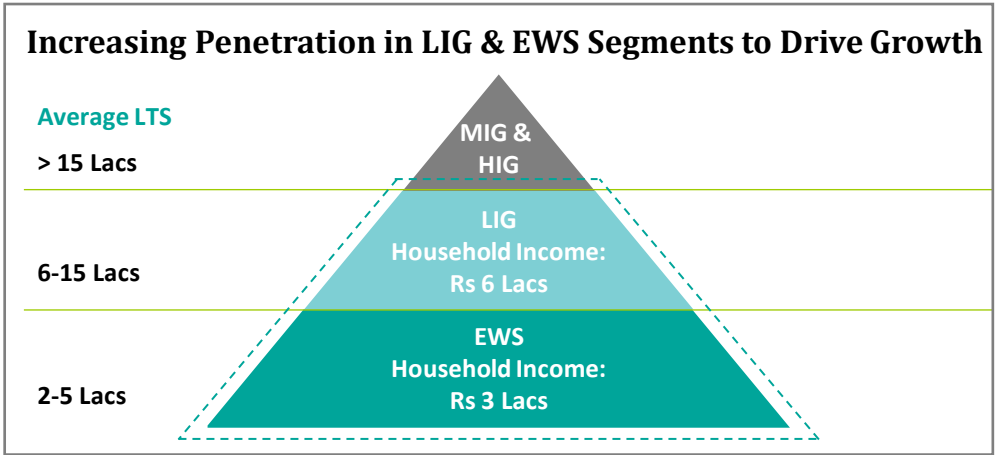 Increasing Penetration in LIG & EWS Segments to Drive Growth
Average LTS
> 15 Lacs
MIG &
HIG
6-15 Lacs
LIG
Household Income:
Rs 6 Lacs
2-5 Lacs
EWS
Household Income:
Rs 3 Lacs